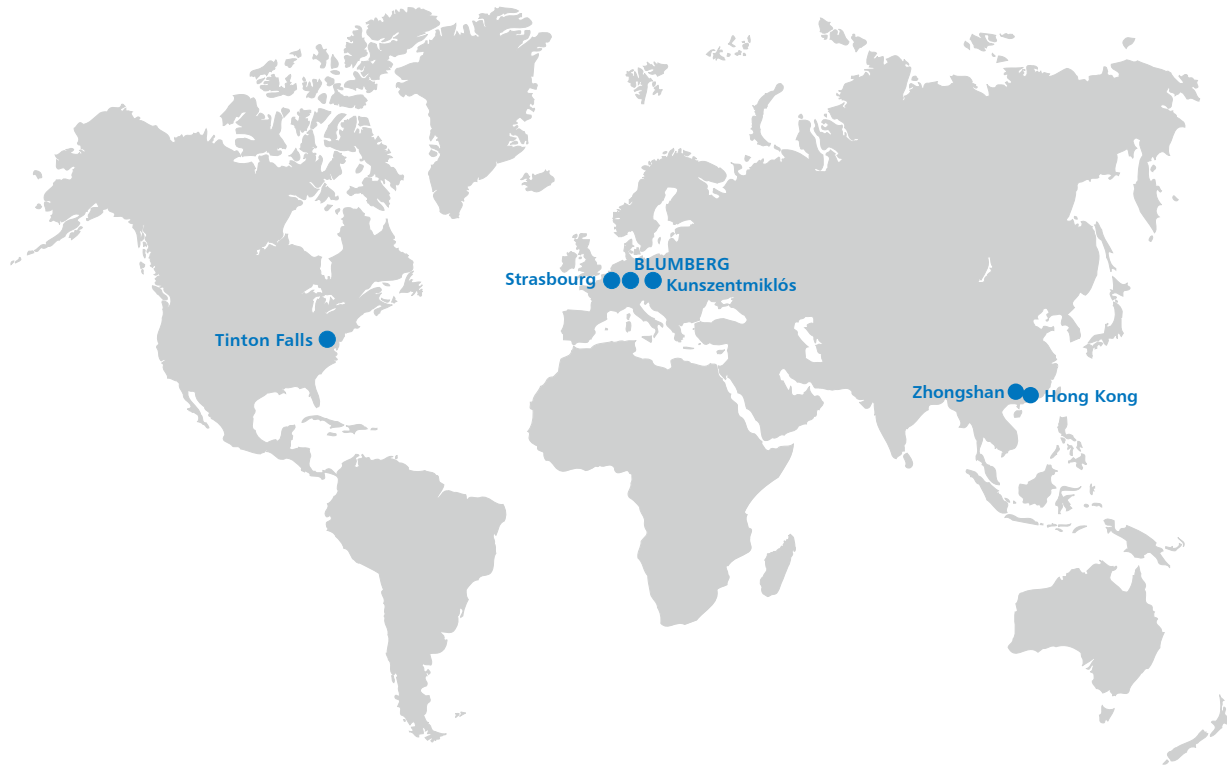 BLUMBERG
Strasbourg
Kunszentmiklós
Tinton Falls
Zhongshan
Hong Kong